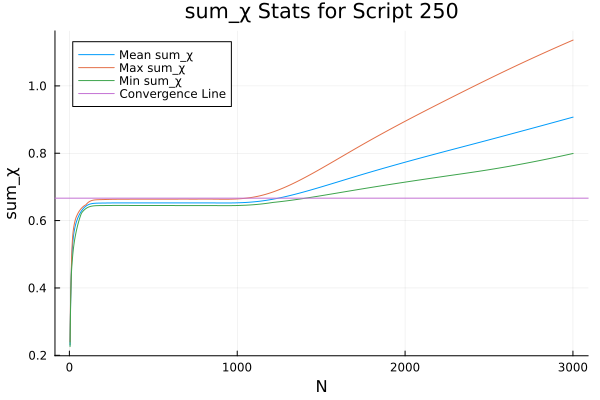 sum_χ Stats for Script 250
Mean sum_χ
Max sum_χ
Min sum_χ
Convergence Line
sum_χ
1.0
0.8
0.6
0.4
0.2
0
1000
2000
3000
N